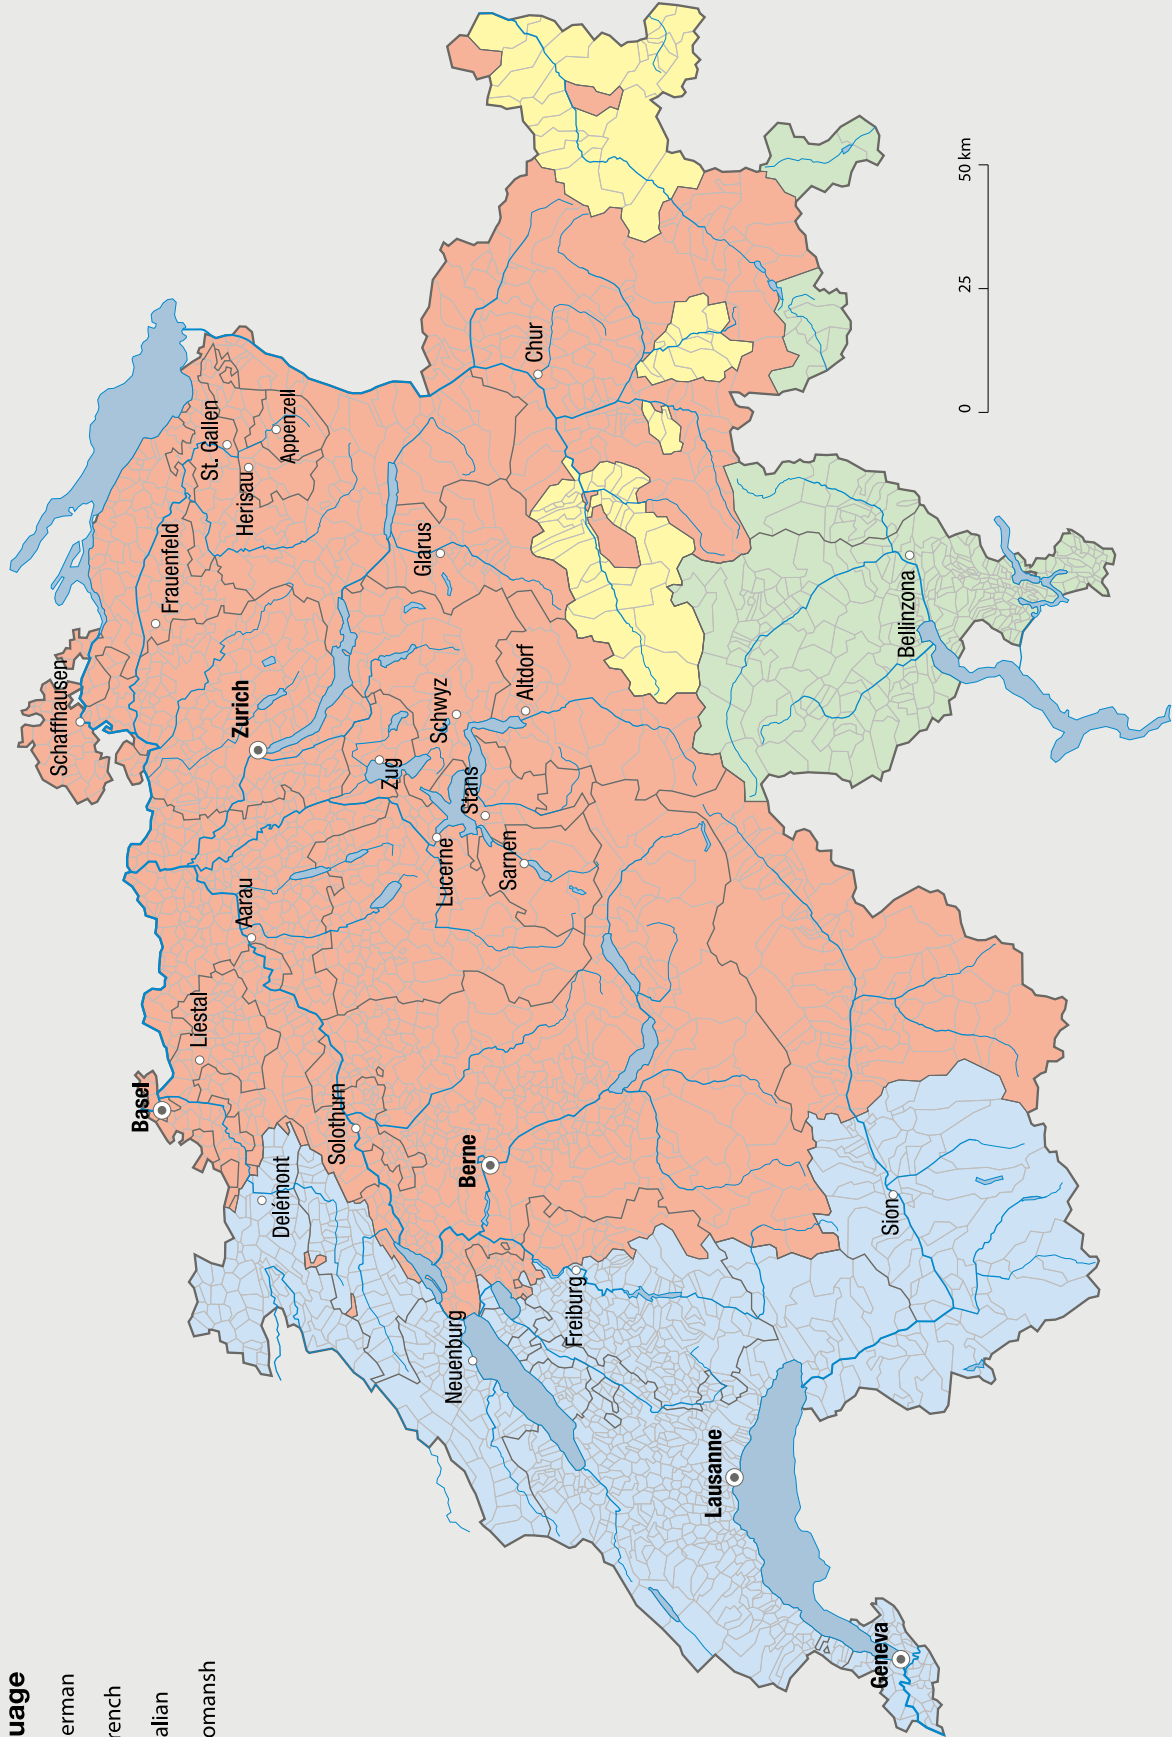 uage
erman
rench
alian
omansh
Schaffhausen
Frauenfeld
St. Gallen
Herisau
Appenzell
Basel
Liestal
Aarau
Zurich
Delémont
Solothurn
Zug
Lucerne
Schwyz
Glarus
Stans
Sarnen
Altdorf
Chur
Neuenburg
Berne
Freiburg
Lausanne
Sion
Bellinzona
Geneva
0 25 50 km